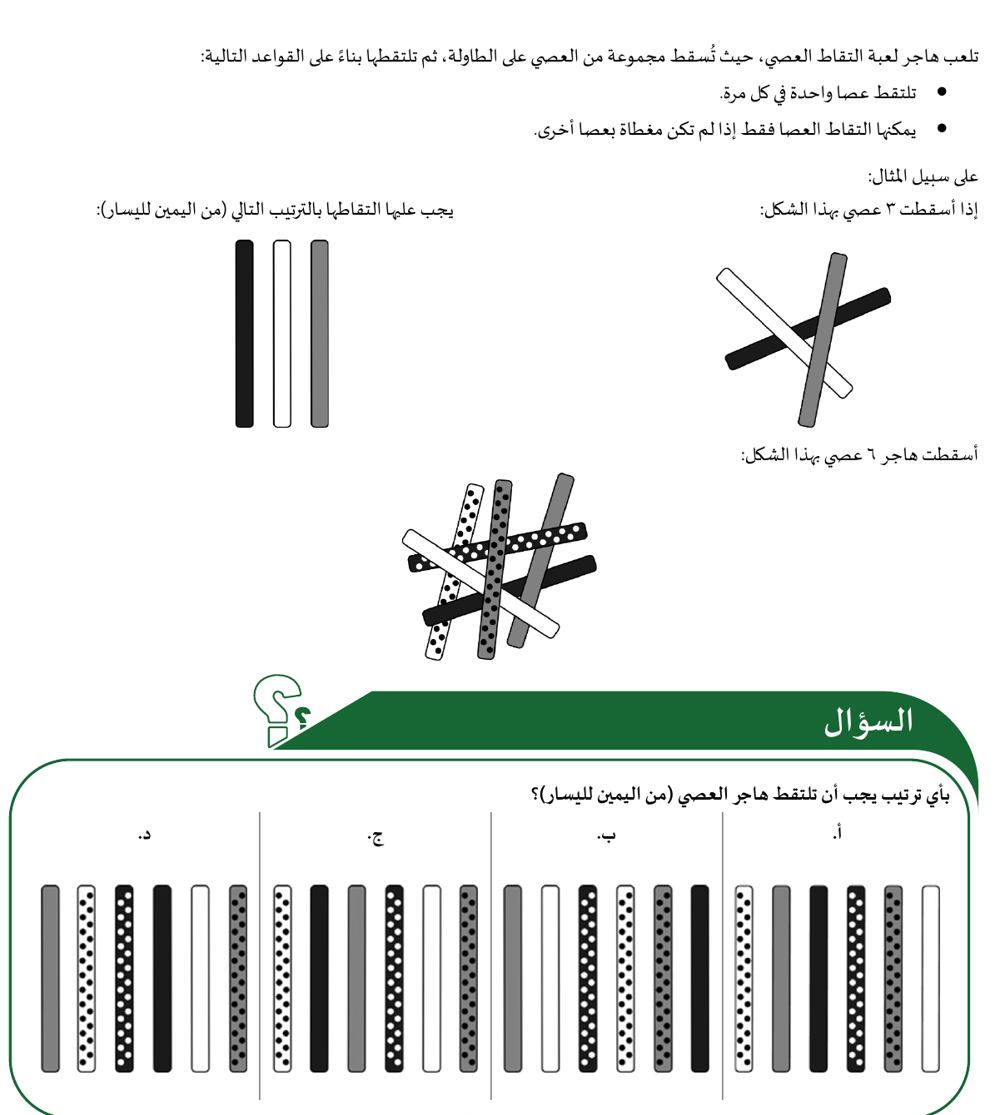 تلعب هاجر لعبة التقاط العصي، حيث تُسقط مجموعة من العصي على الطاولة، ثم تلتقطها بناءً على القواعد التالية:
● تلتقط عصا واحدة في كل مرة.
● يمكنها التقاط العصا فقط إذا لم تكن مغطاة بعصا أخرى.
على سبيل المثال:
إذا أسقطت ٣ عصي بهذا الشكل:
يجب عليها التقاطها بالترتيب التالي (من اليمين لليسار):
أسقطت هاجر ٦ عصي بهذا الشكل:
السؤال
بأي ترتيب يجب أن تلتقط هاجر العصي (من اليمين لليسار)؟
أ.
ب.
ج.
د.